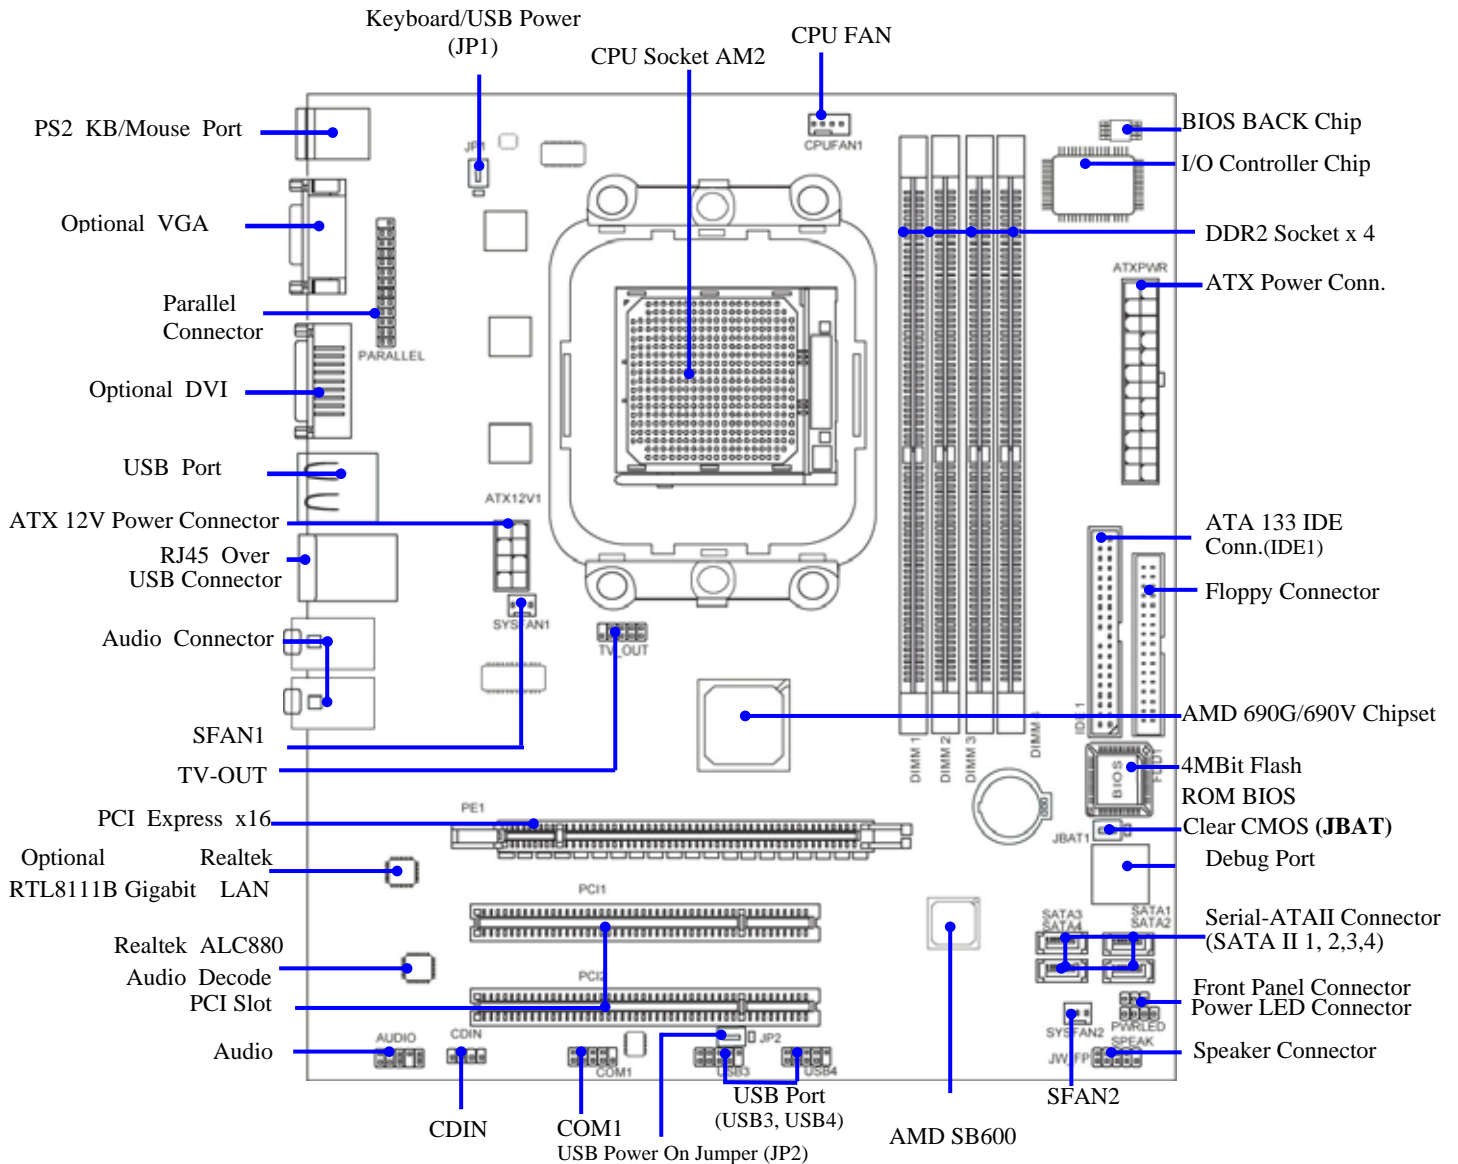 Keyboard/USB Power
(JP1)
CPU Socket AM2
CPU FAN
PS2 KB/Mouse Port
Optional VGA
Parallel
Connector
Optional DVI
USB Port
ATX 12V Power Connector
RJ45 Over
USB Connector
Audio Connector
SFAN1
TV-OUT
PCI Express x16
Optional Realtek
RTL8111B Gigabit LAN
Realtek ALC880
Audio Decode
PCI Slot
Audio
CDIN
COM1
USB Power On Jumper (JP2)
USB Port
(USB3, USB4)
AMD SB600
SFAN2
BIOS BACK Chip
I/O Controller Chip
DDR2 Socket x 4
ATX Power Conn.
ATA 133 IDE
Conn.(IDE1)
Floppy Connector
AMD 690G/690V Chipset
4MBit Flash
ROM BIOS
Clear CMOS (JBAT)
Debug Port
Serial-ATAII Connector
(SATA II 1, 2,3,4)
Front Panel Connector
Power LED Connector
Speaker Connector
JP1
CPUFAN1
PARALLEL
ATXPWR
ATX12V1
SYSFAN1
TV_OUT
DIMM 1
DIMM 2
DIMM 3
IDE 1
BIOS
JBAT1
PE1
PCI1
PCI2
SATA3
SATA4
SATA1
SATA2
SYSFAN2
PWRLED
SPEAK
AUDIO
CDIN
COM1
JP2
USB3
USB4